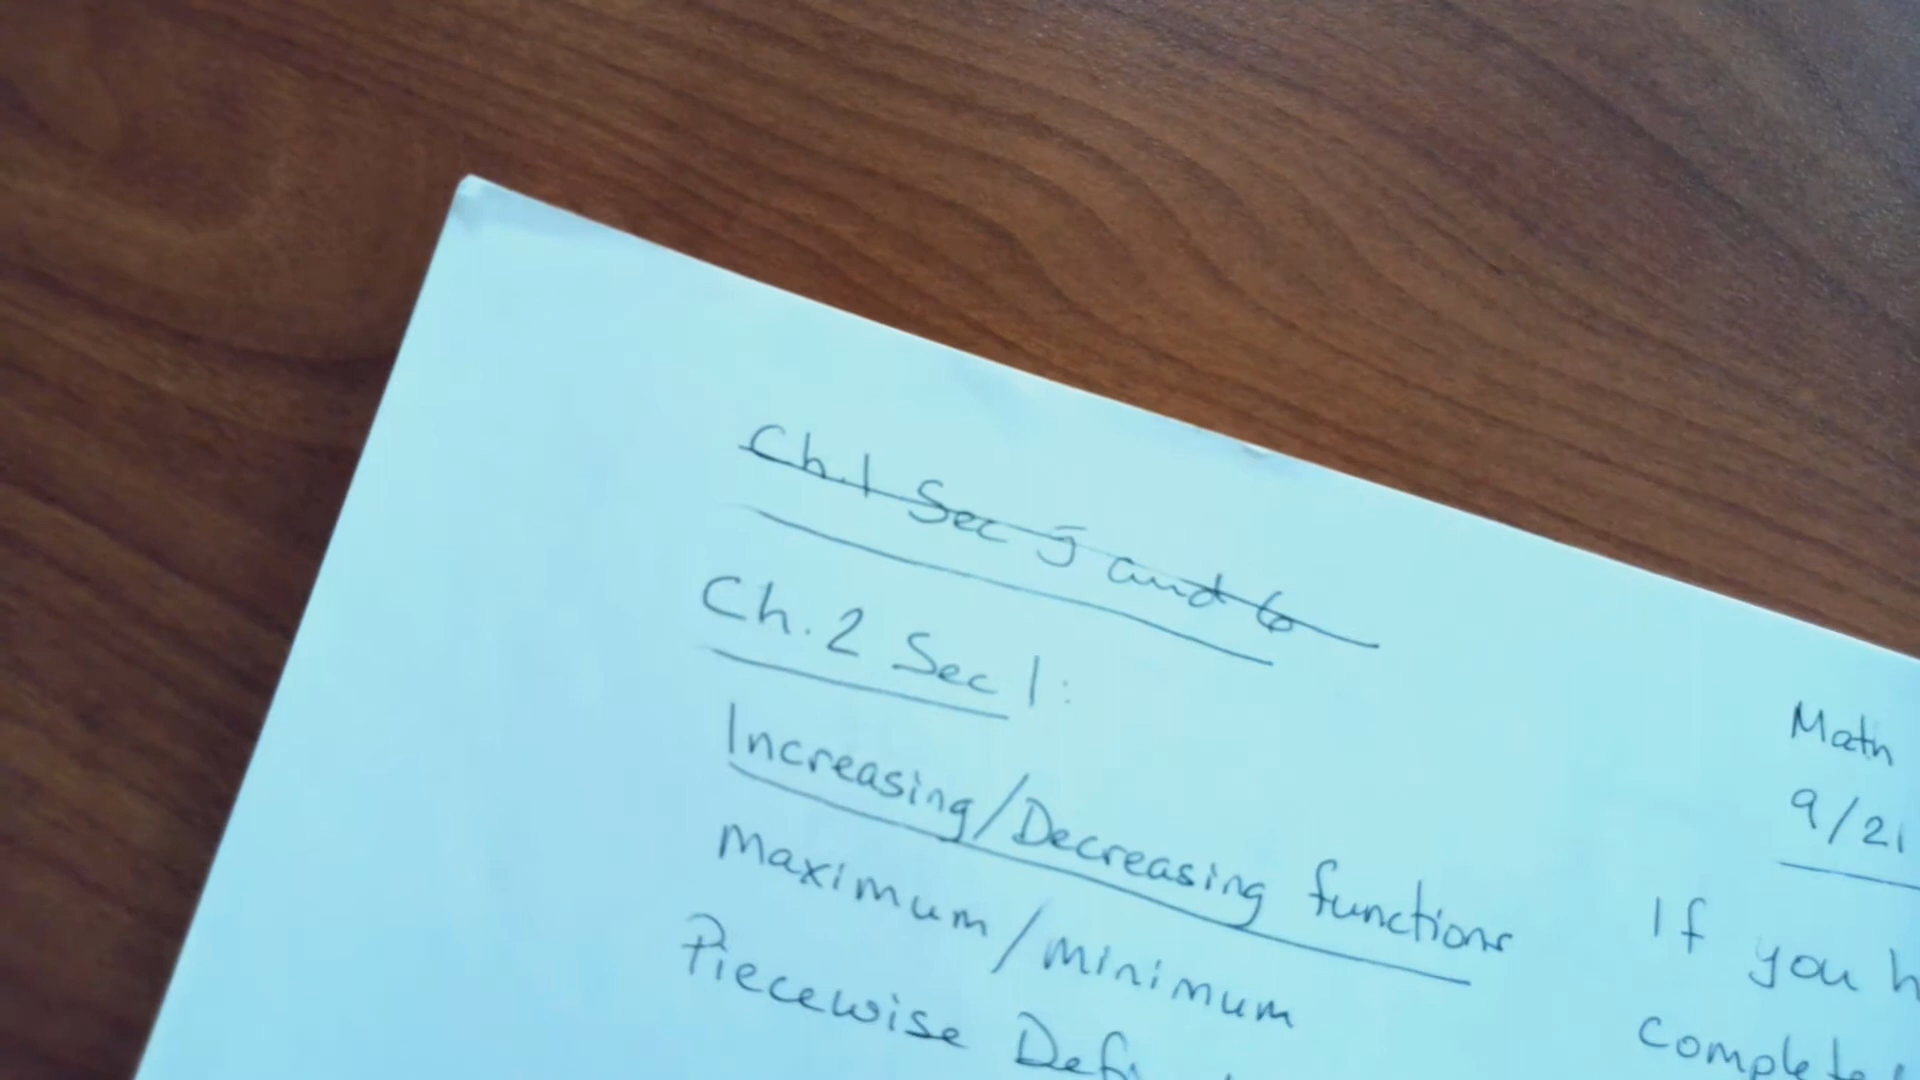 Ch.1 Sec 5 and 6
Ch. 2 Sec 1:
Increasing/Decreasing functions
Maximum/Minimum
Piecewise
Math
9/21
If you